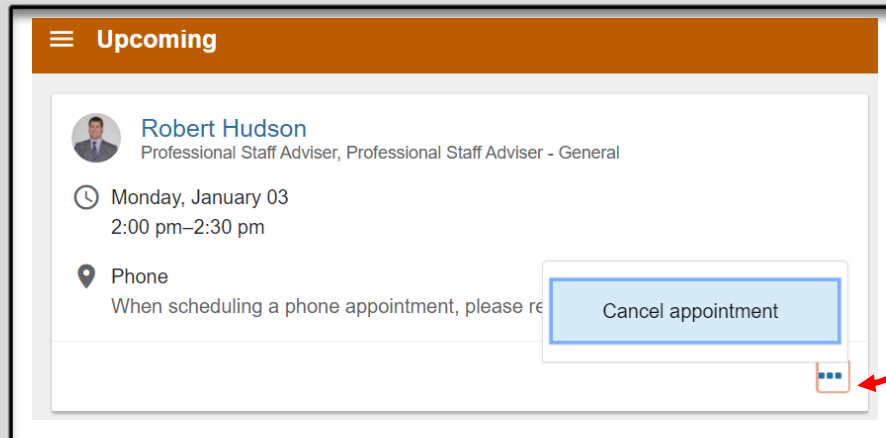 Upcoming
Robert Hudson
Professional Staff Adviser, Professional Staff Adviser - General
Monday, January 03
2:00 pm–2:30 pm
Phone
When scheduling a phone appointment, please
Cancel appointment